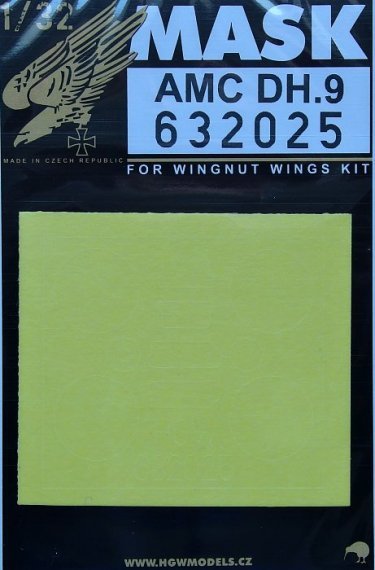 1/32
MASK
AMC DH.9
632025
MADE IN CZECH REPUBLIC
FOR WINGNUT WINGS KIT
WWW.HGWMODELS.CZ